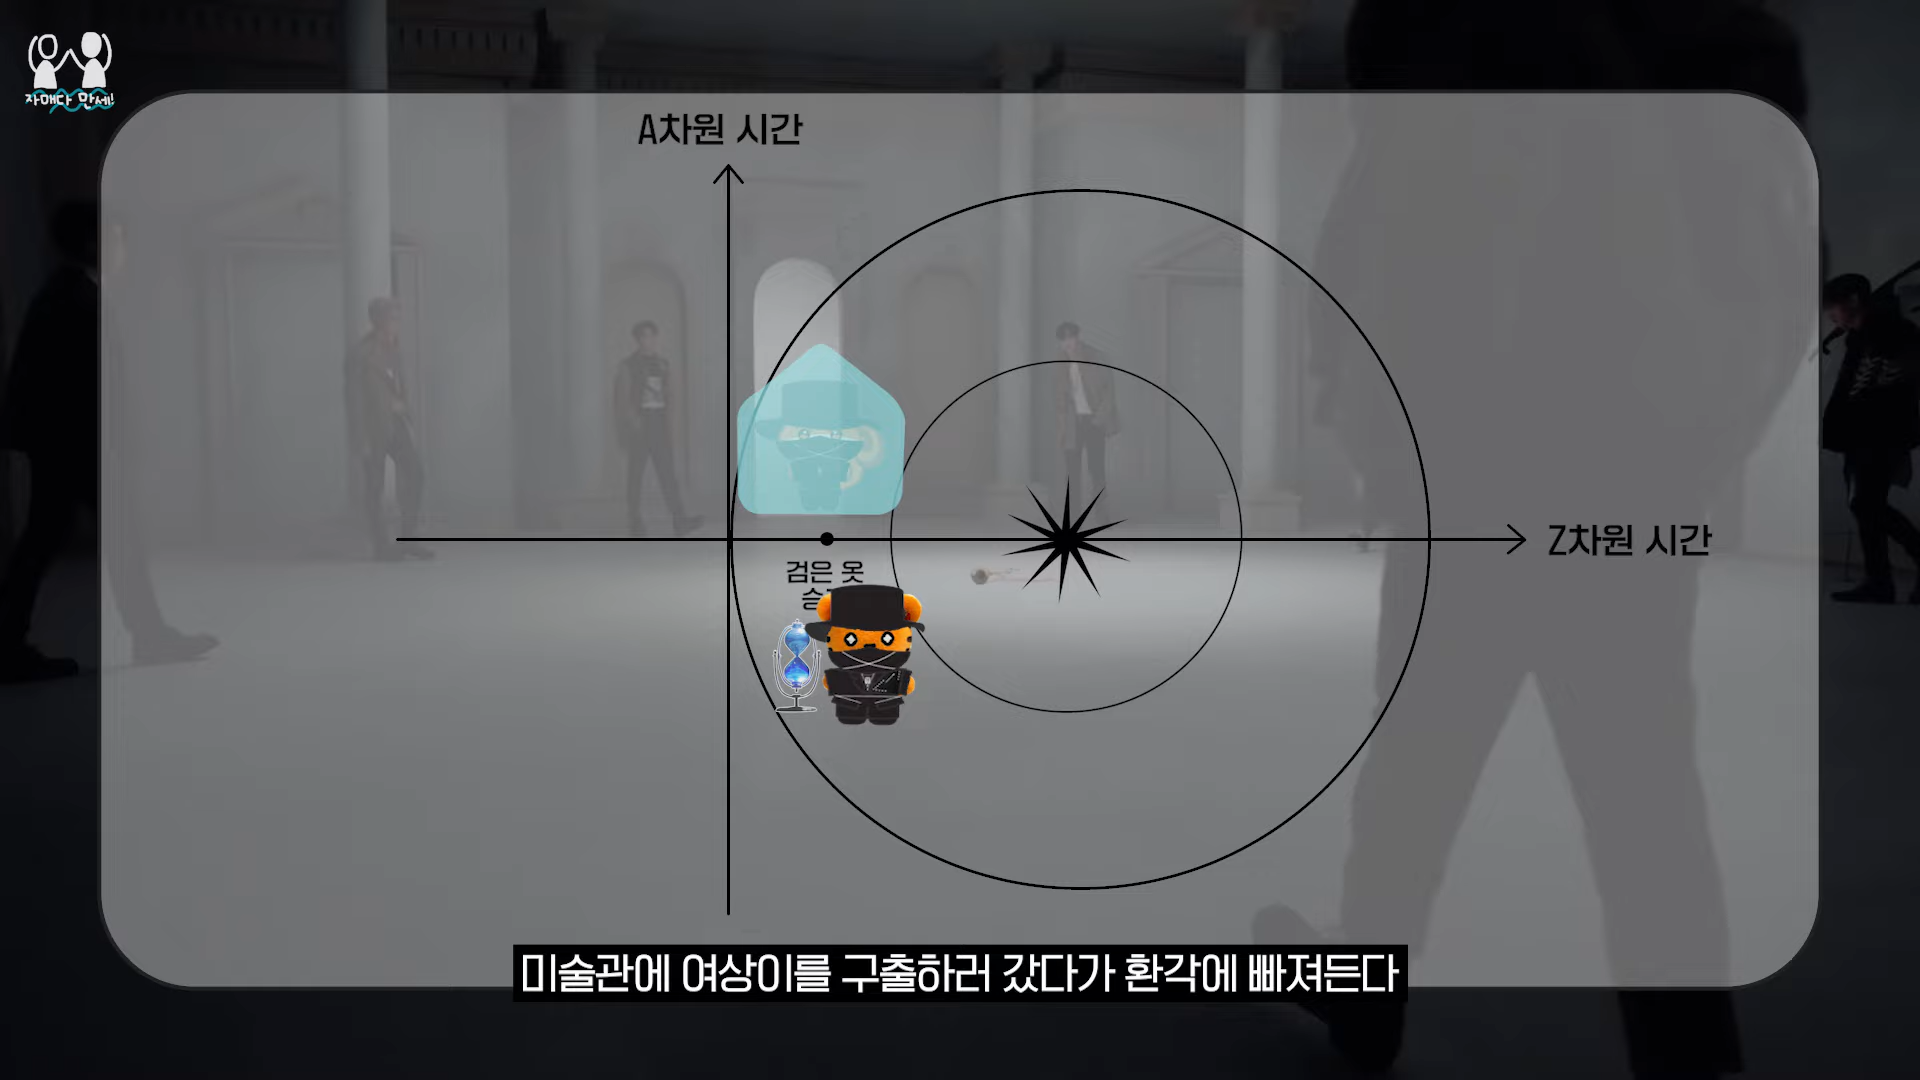 자매다 만세!
A차원 시간
Z차원 시간
검은 옷
미술관에 여상이를 구출하러 갔다가 환각에 빠져든다